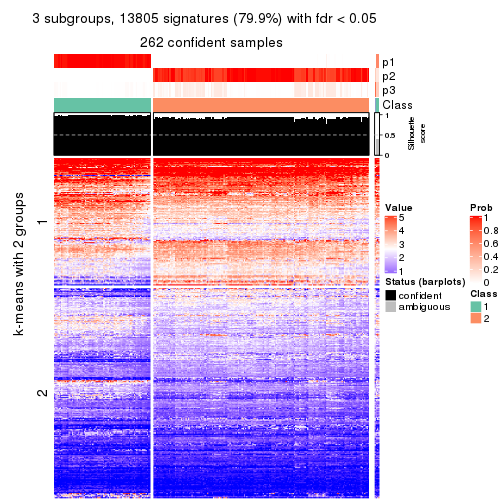 3 subgroups, 13805 signatures (79.9%) with fdr < 0.05
262 confident samples
p1
p2
p3
Class
1
0.5
0
Silhouette
score
k-means with 2 groups
1
2
Value
5
4
3
2
1
Status (barplots)
confident
ambiguous
Prob
1
0.8
0.6
0.4
0.2
0
Class
1
2